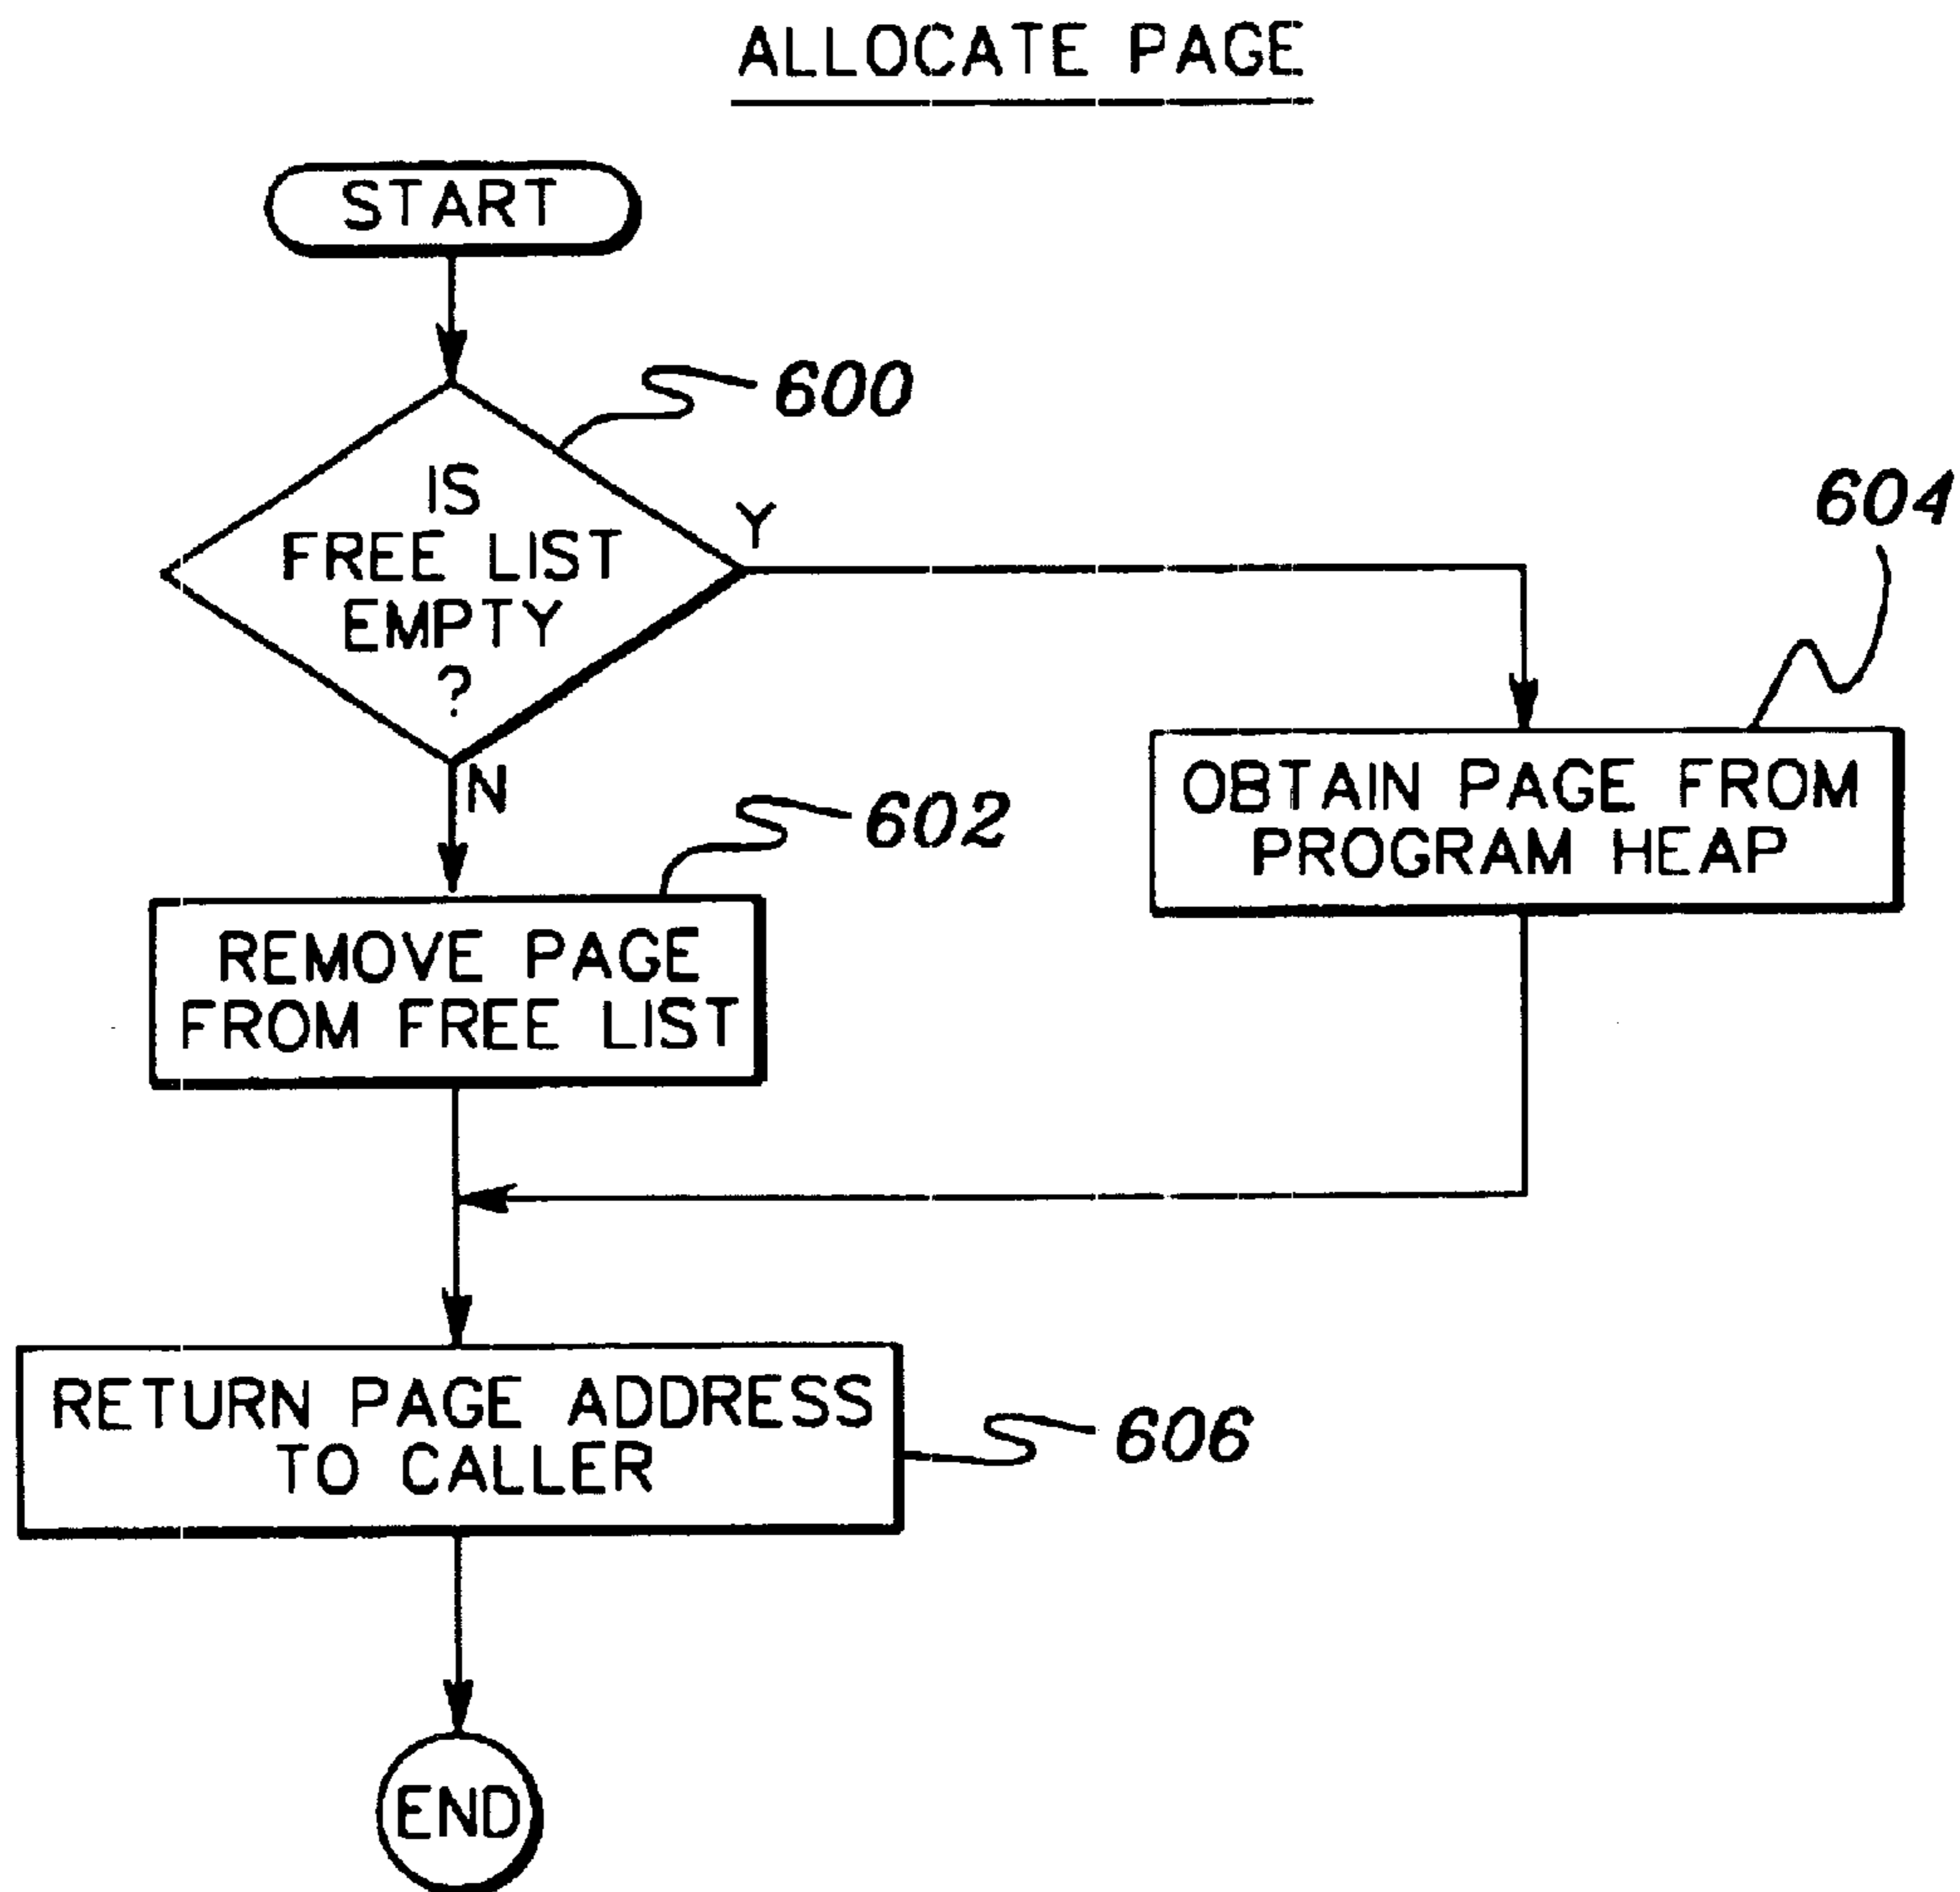 ALLOCATE PAGE
START
600
IS
FREE LIST
EMPTY
?
Y
604
N
602
OBTAIN PAGE FROM
PROGRAM HEAP
REMOVE PAGE
FROM FREE LIST
RETURN PAGE ADDRESS
TO CALLER
606
END